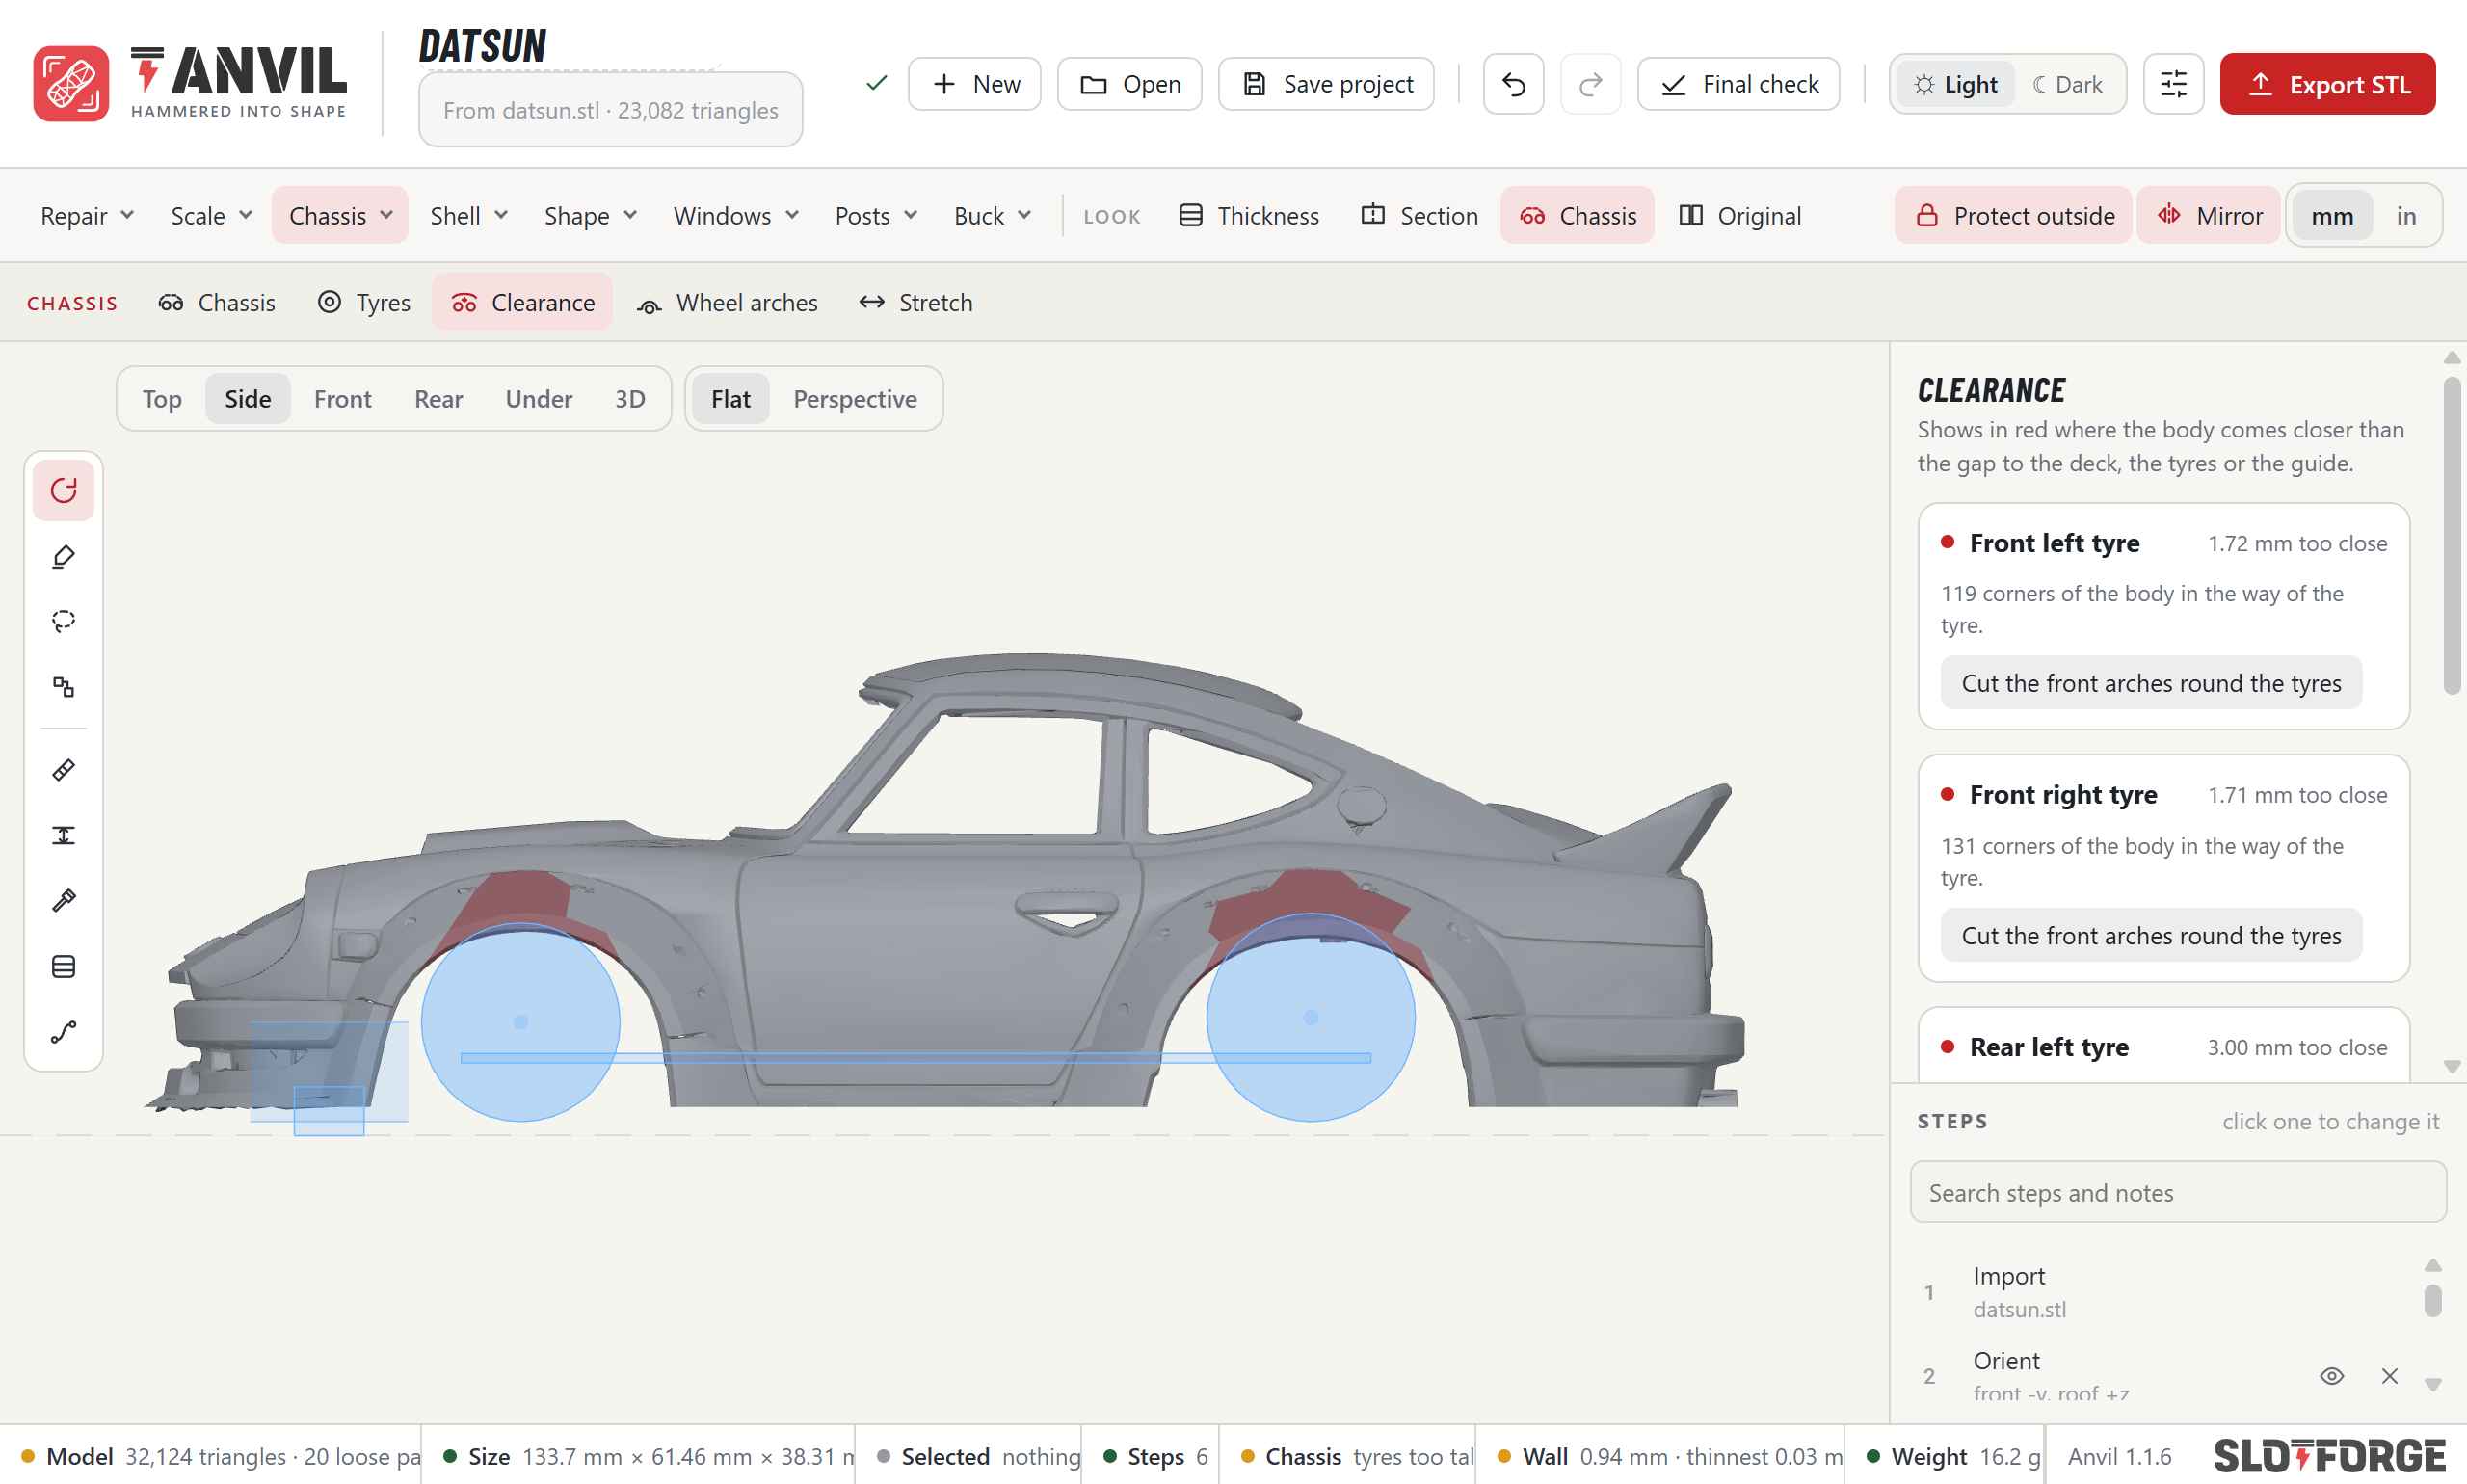 ANVIL
HAMMERED INTO SHAPE
DATSUN
From datsun.stl · 23,082 triangles
New
Open
Save project
Final check
Light
Dark
Export STL
Repair
Scale
Chassis
Shell
Shape
Windows
Posts
Buck
LOOK
Thickness
Section
Chassis
Original
Protect outside
Mirror
mm
in
CHASSIS
Chassis
Tyres
Clearance
Wheel arches
Stretch
Top
Side
Front
Rear
Under
3D
Flat
Perspective
CLEARANCE
Shows in red where the body comes closer than
the gap to the deck, the tyres or the guide.
Front left tyre 1.72 mm too close
119 corners of the body in the way of the
tyre.
Cut the front arches round the tyres
Front right tyre 1.71 mm too close
131 corners of the body in the way of the
tyre.
Cut the front arches round the tyres
Rear left tyre 3.00 mm too close
STEPS click one to change it
Search steps and notes
1 Import
datsun.stl
2 Orient
front -y, roof +z
Model 32,124 triangles · 20 loose pa
Size 133.7 mm × 61.46 mm × 38.31 m
Selected nothing
Steps 6
Chassis tyres too tal
Wall 0.94 mm · thinnest 0.03 m
Weight 16.2 g
Anvil 1.1.6
SLOTFORGE